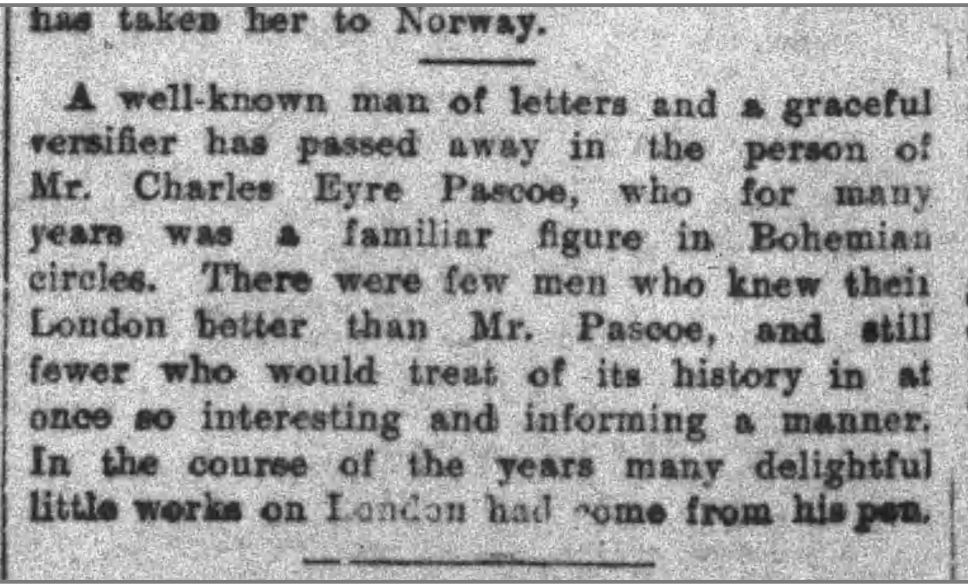 has taken her to Norway.
A well-known man of letters and a graceful
versifier has passed away in the person of
Mr. Charles Eyre Pascoe, who for many
years was a familiar figure in Bohemian
circles. There were few men who knew their
London better than Mr. Pascoe, and still
fewer who would treat of its history in at
once so interesting and informing a manner.
In the course of the years many delightful
little works on London had come from his pen.